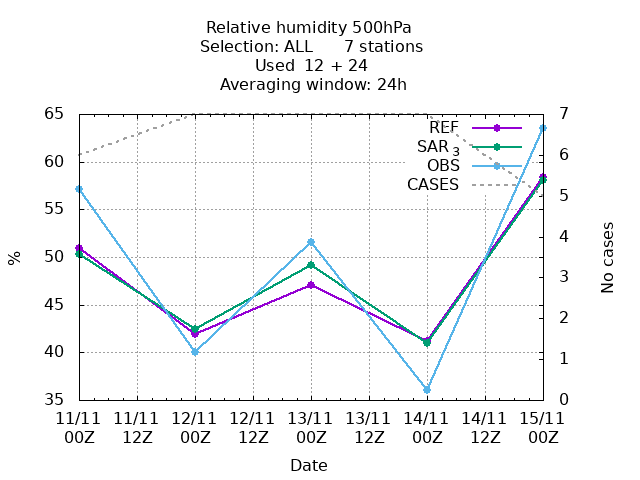 Relative humidity 500hPa
Selection: ALL      7 stations
Used  12 + 24
Averaging window: 24h
65
60
55
50
45
40
35
7
6
5
4
3
2
1
0
%
No cases
REF
SAR 3
OBS
CASES
11/11 11/11 12/11 12/11 13/11 13/11 14/11 14/11 15/11
00Z 12Z 00Z 12Z 00Z 12Z 00Z 12Z 00Z
Date